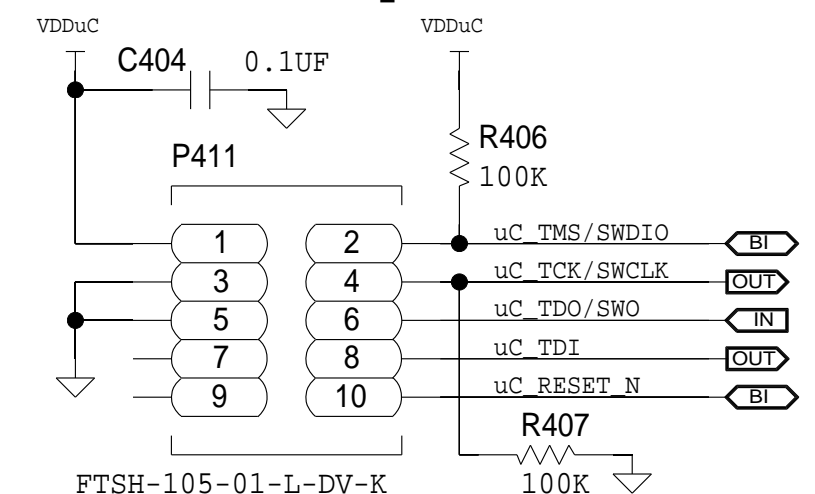 VDDuC
VDDuC
C404
0.1UF
R406
100K
P411
1
2
uC_TMS/SWDIO
BI
3
4
uC_TCK/SWCLK
OUT
5
6
uC_TDO/SWO
IN
7
8
uC_TDI
OUT
9
10
uC_RESET_N
BI
R407
100K
FTSH-105-01-L-DV-K